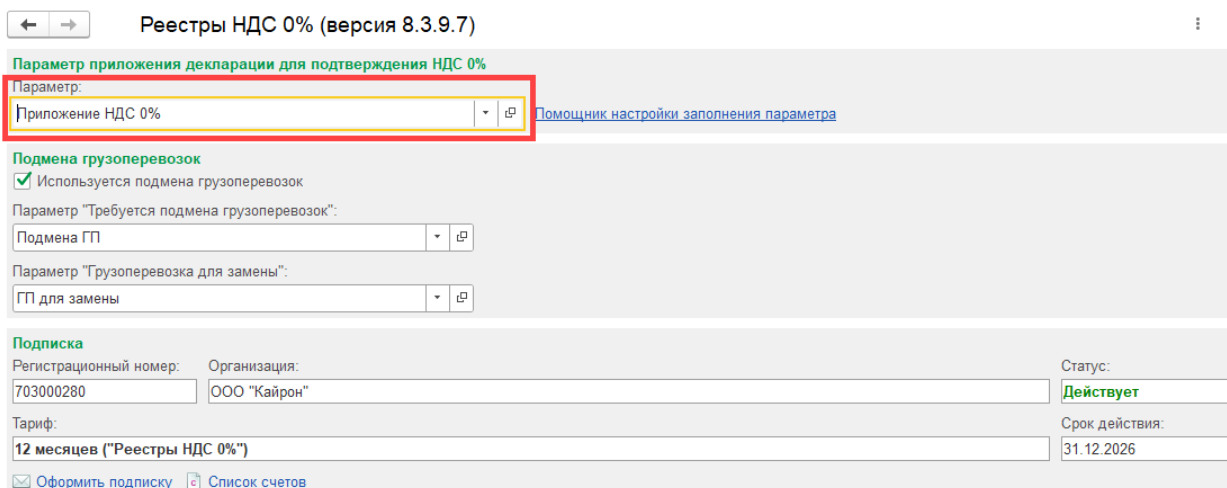 Реестры НДС 0% (версия 8.3.9.7)
Параметр приложения декларации для подтверждения НДС 0%
Параметр:
Приложение НДС 0%
Помощник настройки заполнения параметра
Подмена грузоперевозок
Используется подмена грузоперевозок
Параметр "Требуется подмена грузоперевозок":
Подмена ГП
Параметр "Грузоперевозка для замены":
ГП для замены
Подписка
Регистрационный номер: Организация: Статус:
703000280 ООО "Кайрон" Действует
Тариф: Срок действия:
12 месяцев ("Реестры НДС 0%") 31.12.2026
Оформить подписку Список счетов